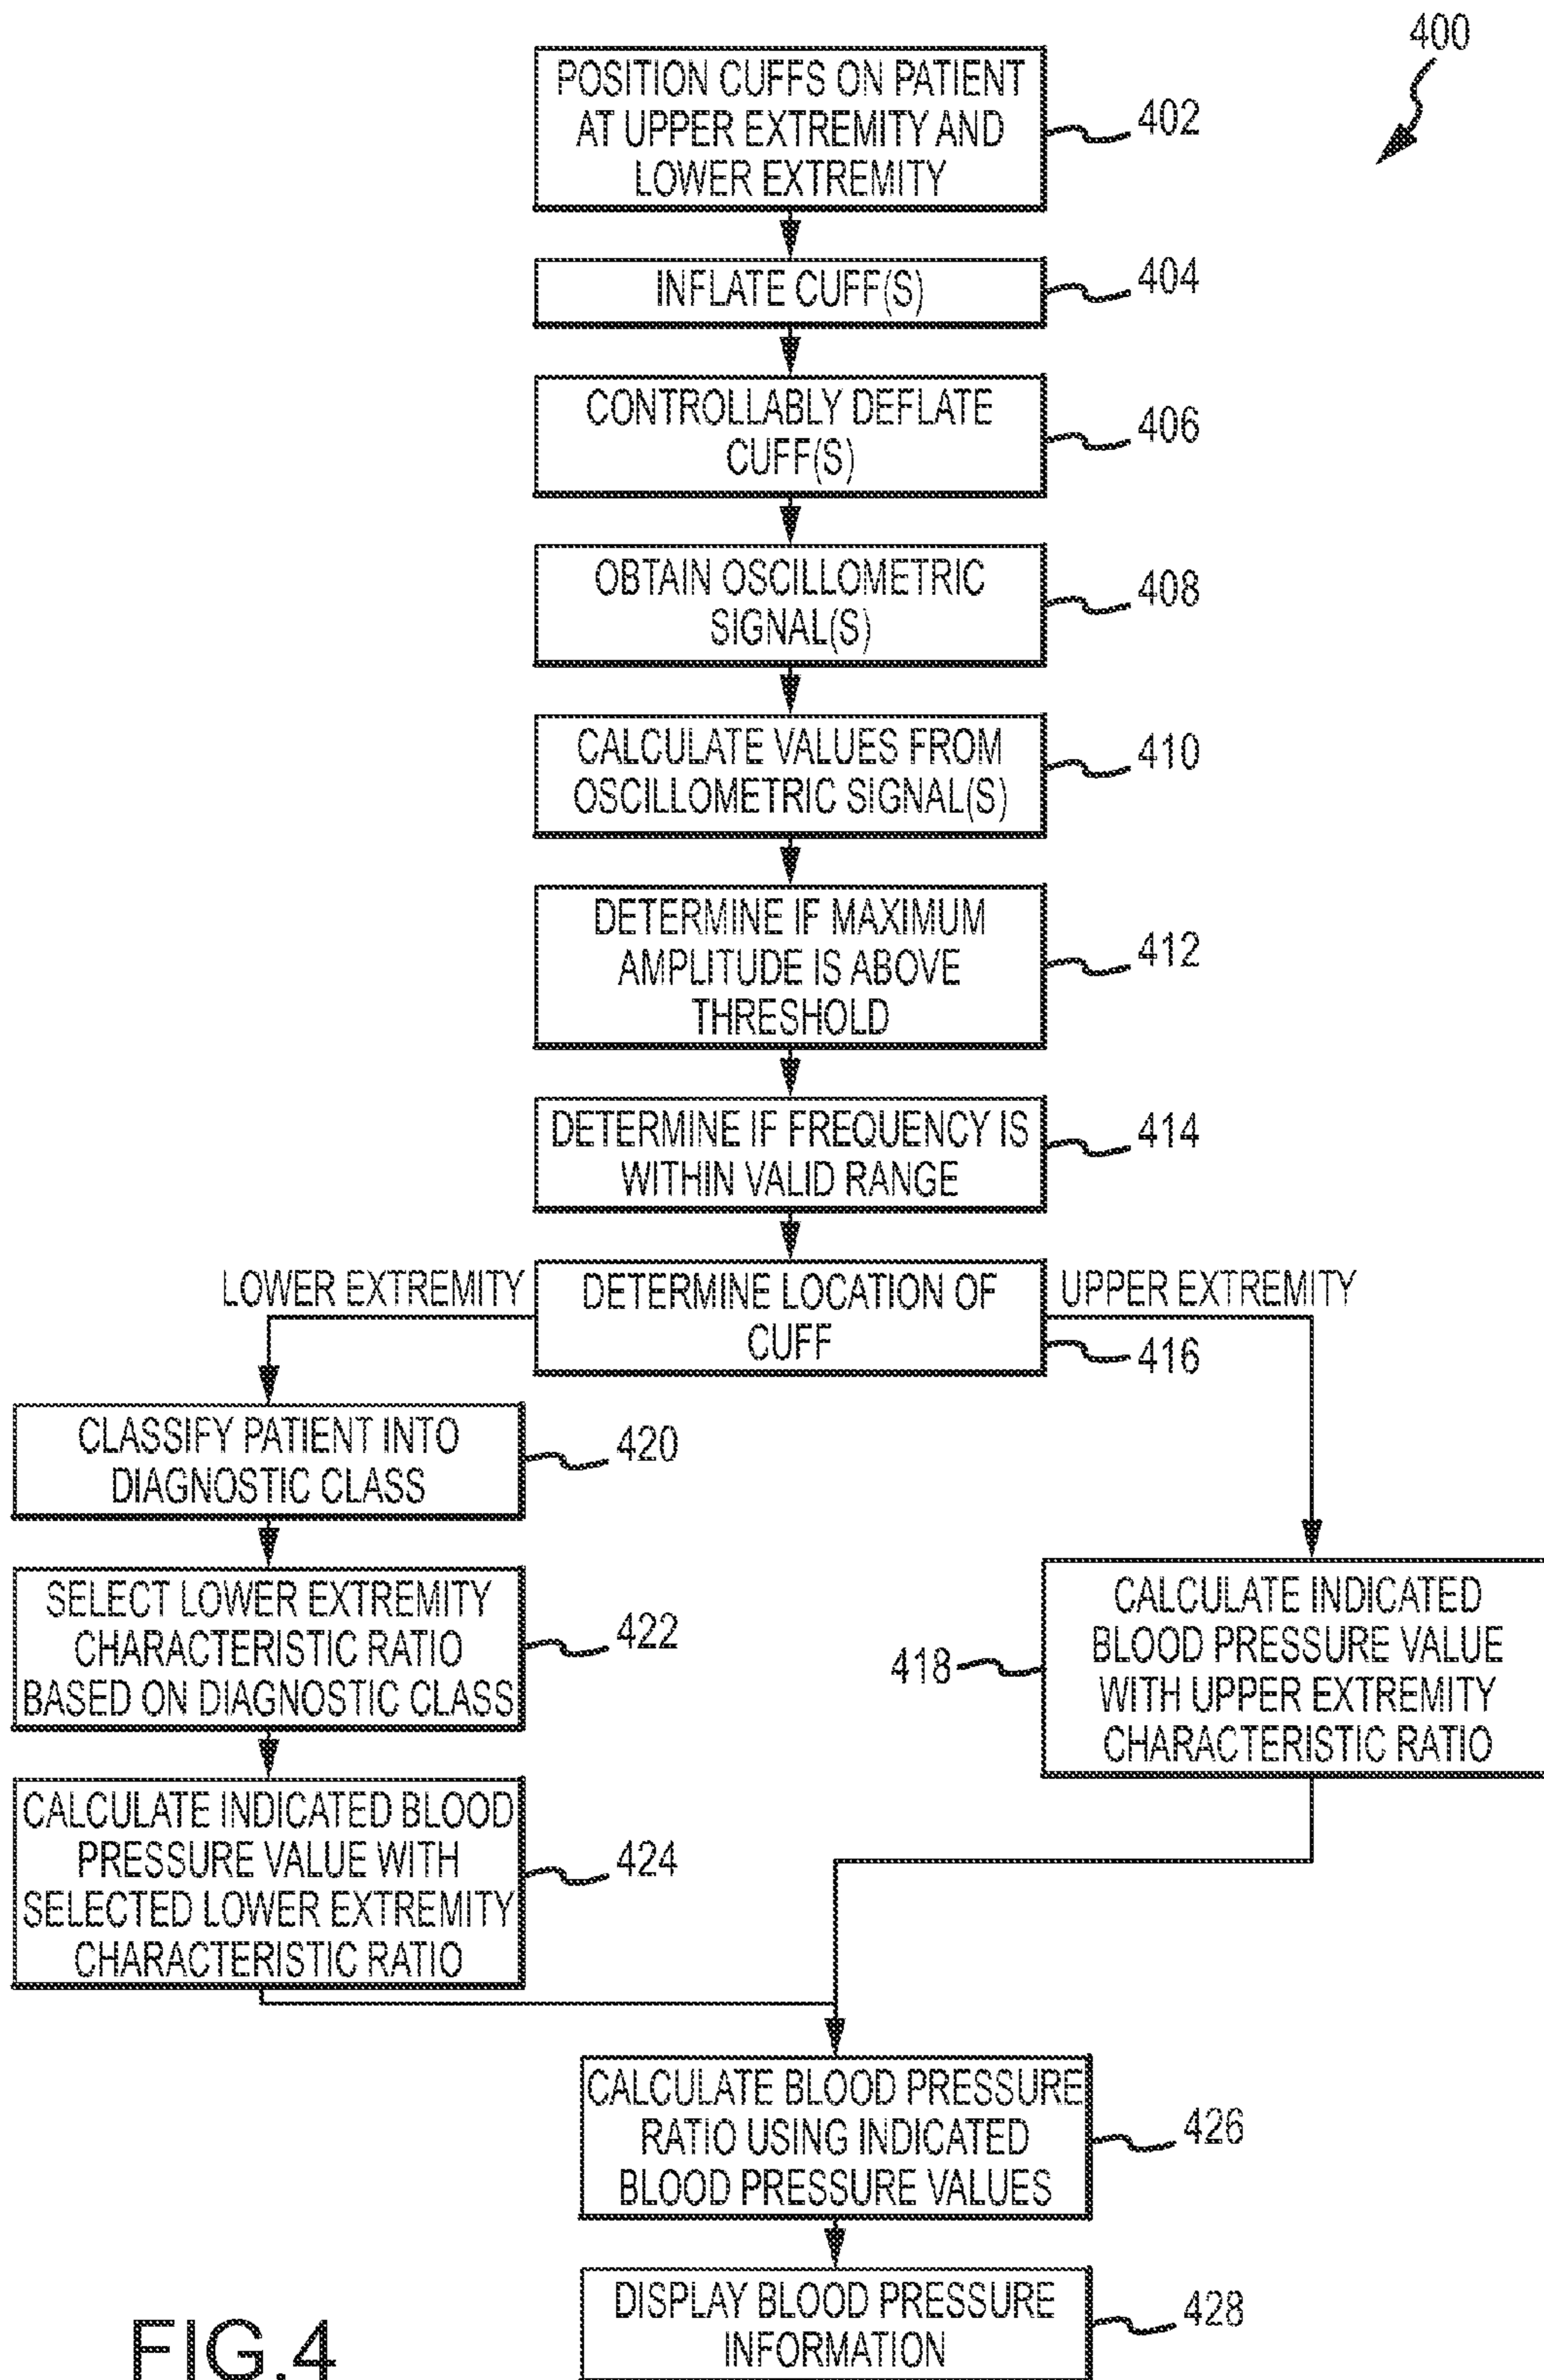 400
POSITION CUFFS ON PATIENT
AT UPPER EXTREMITY AND
LOWER EXTREMITY
402
INFLATE CUFF(S)
404
CONTROLLABLY DEFLATE
CUFF(S)
406
OBTAIN OSCILLOMETRIC
SIGNAL(S)
408
CALCULATE VALUES FROM
OSCILLOMETRIC SIGNAL(S)
410
DETERMINE IF MAXIMUM
AMPLITUDE IS ABOVE
THRESHOLD
412
DETERMINE IF FREQUENCY IS
WITHIN VALID RANGE
414
LOWER EXTREMITY
DETERMINE LOCATION OF
CUFF
UPPER EXTREMITY
416
CLASSIFY PATIENT INTO
DIAGNOSTIC CLASS
420
SELECT LOWER EXTREMITY
CHARACTERISTIC RATIO
BASED ON DIAGNOSTIC CLASS
422
418
CALCULATE INDICATED
BLOOD PRESSURE VALUE
WITH UPPER EXTREMITY
CHARACTERISTIC RATIO
CALCULATE INDICATED BLOOD
PRESSURE VALUE WITH
SELECTED LOWER EXTREMITY
CHARACTERISTIC RATIO
424
CALCULATE BLOOD PRESSURE
RATIO USING INDICATED
BLOOD PRESSURE VALUES
426
DISPLAY BLOOD PRESSURE
INFORMATION
428
FIG.4